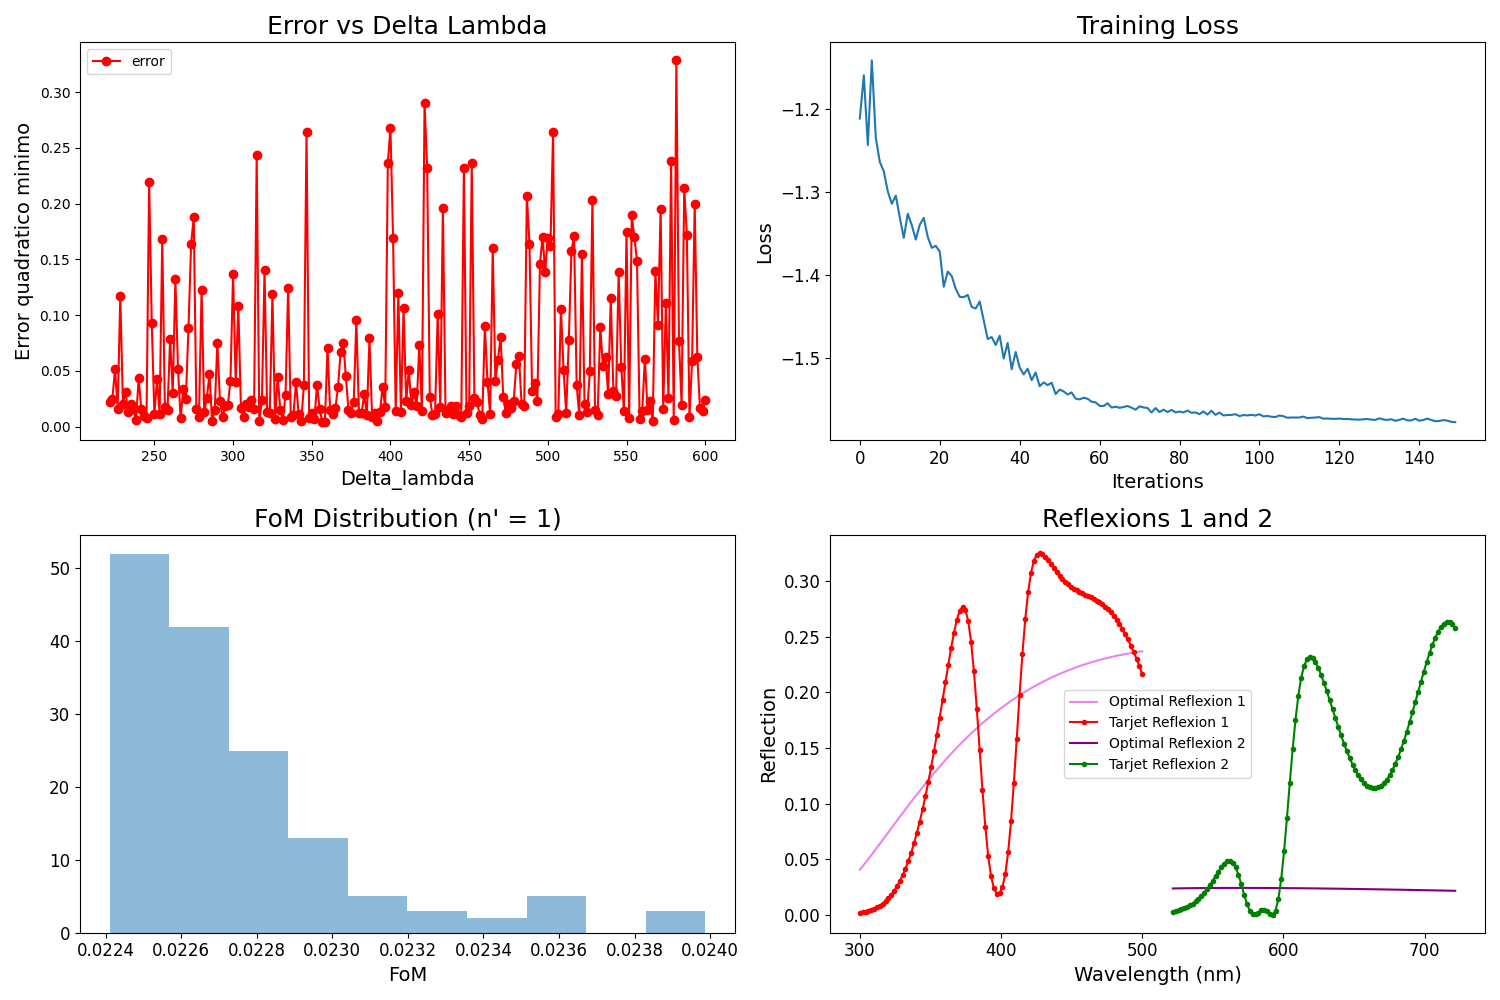 Error vs Delta Lambda
error
Error quadratico minimo
0.30
0.25
0.20
0.15
0.10
0.05
0.00
250 300 350 400 450 500 550 600
Delta_lambda
Training Loss
Loss
−1.2
−1.3
−1.4
−1.5
0 20 40 60 80 100 120 140
Iterations
FoM Distribution (n' = 1)
50
40
30
20
10
0
0.0224 0.0226 0.0228 0.0230 0.0232 0.0234 0.0236 0.0238 0.0240
FoM
Reflexions 1 and 2
Reflection
0.30
0.25
0.20
0.15
0.10
0.05
0.00
Optimal Reflexion 1
Tarjet Reflexion 1
Optimal Reflexion 2
Tarjet Reflexion 2
300 400 500 600 700
Wavelength (nm)